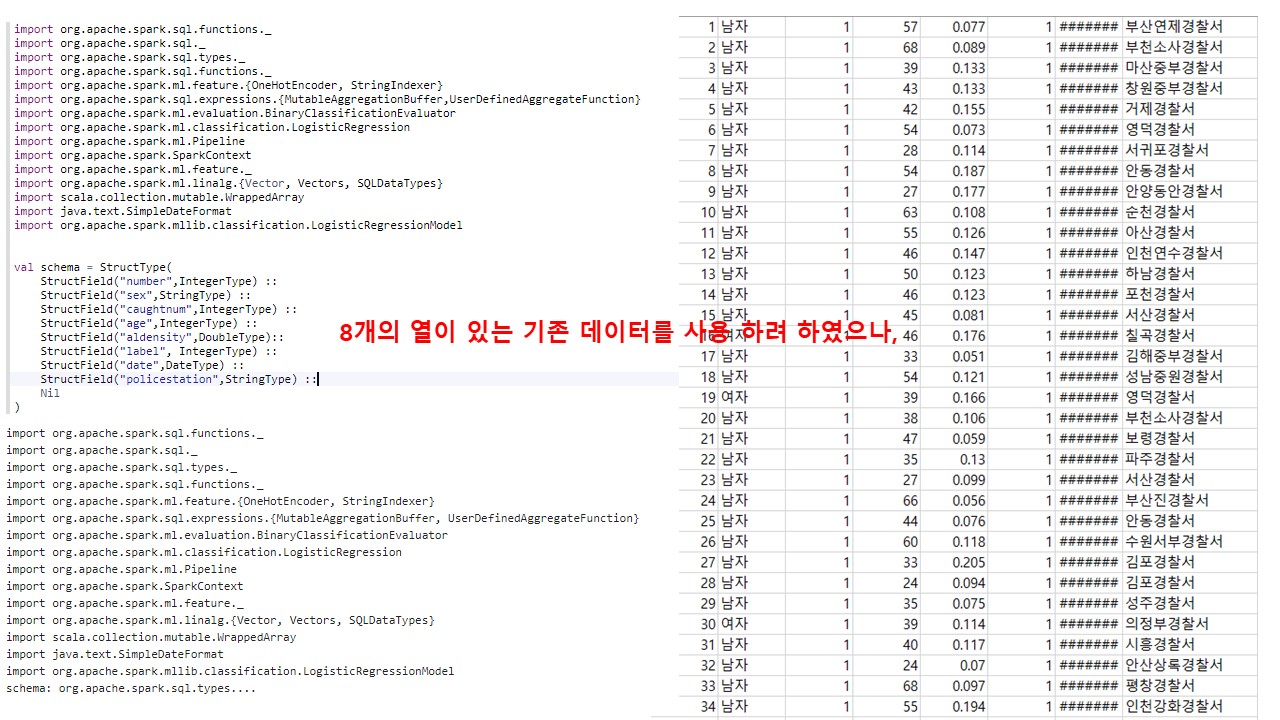 import org.apache.spark.sql.functions._
import org.apache.spark.sql._
import org.apache.spark.sql.types._
import org.apache.spark.sql.functions._
import org.apache.spark.ml.feature.{OneHotEncoder, StringIndexer}
import org.apache.spark.sql.expressions.{MutableAggregationBuffer,UserDefinedAggregateFunction}
import org.apache.spark.ml.evaluation.BinaryClassificationEvaluator
import org.apache.spark.ml.classification.LogisticRegression
import org.apache.spark.ml.Pipeline
import org.apache.spark.SparkContext
import org.apache.spark.ml.feature._
import org.apache.spark.ml.linalg.{Vector, Vectors, SQLDataTypes}
import scala.collection.mutable.WrappedArray
import java.text.SimpleDateFormat
import org.apache.spark.mllib.classification.LogisticRegressionModel
val schema = StructType(
StructField("number",IntegerType) ::
StructField("sex",StringType) ::
StructField("caughtnum",IntegerType) ::
StructField("age",IntegerType) ::
StructField("aldensity",DoubleType)::
StructField("label", IntegerType) ::
StructField("date",DateType) ::
StructField("policestation",StringType) ::
Nil
)
import org.apache.spark.sql.functions._
import org.apache.spark.sql._
import org.apache.spark.sql.types._
import org.apache.spark.sql.functions._
import org.apache.spark.ml.feature.{OneHotEncoder, StringIndexer}
import org.apache.spark.sql.expressions.{MutableAggregationBuffer, UserDefinedAggregateFunction}
import org.apache.spark.ml.evaluation.BinaryClassificationEvaluator
import org.apache.spark.ml.classification.LogisticRegression
import org.apache.spark.ml.Pipeline
import org.apache.spark.SparkContext
import org.apache.spark.ml.feature._
import org.apache.spark.ml.linalg.{Vector, Vectors, SQLDataTypes}
import scala.collection.mutable.WrappedArray
import java.text.SimpleDateFormat
import org.apache.spark.mllib.classification.LogisticRegressionModel
schema: org.apache.spark.sql.types....
8개의 열이 있는 기존 데이터를 사용 하려 하였으나,
1 남자 1 57 0.077 1 ####### 부산연제경찰서
2 남자 1 68 0.089 1 ####### 부천소사경찰서
3 남자 1 39 0.133 1 ####### 마산중부경찰서
4 남자 1 43 0.133 1 ####### 창원중부경찰서
5 남자 1 42 0.155 1 ####### 거제경찰서
6 남자 1 54 0.073 1 ####### 영덕경찰서
7 남자 1 28 0.114 1 ####### 서귀포경찰서
8 남자 1 54 0.187 1 ####### 안동경찰서
9 남자 1 27 0.177 1 ####### 안양동안경찰서
10 남자 1 63 0.108 1 ####### 순천경찰서
11 남자 1 55 0.126 1 ####### 아산경찰서
12 남자 1 46 0.147 1 ####### 인천연수경찰서
13 남자 1 50 0.123 1 ####### 하남경찰서
14 남자 1 46 0.123 1 ####### 포천경찰서
15 남자 1 45 0.081 1 ####### 서산경찰서
16 여자 46 0.176 1 ####### 칠곡경찰서
17 남자 1 33 0.051 1 ####### 김해중부경찰서
18 남자 1 54 0.121 1 ####### 성남중원경찰서
19 여자 1 39 0.166 1 ####### 영덕경찰서
20 남자 1 38 0.106 1 ####### 부천소사경찰서
21 남자 1 47 0.059 1 ####### 보령경찰서
22 남자 1 35 0.13 1 ####### 파주경찰서
23 남자 1 27 0.099 1 ####### 서산경찰서
24 남자 1 66 0.056 1 ####### 부산진경찰서
25 남자 1 44 0.076 1 ####### 안동경찰서
26 남자 1 60 0.118 1 ####### 수원서부경찰서
27 남자 1 33 0.205 1 ####### 김포경찰서
28 남자 1 24 0.094 1 ####### 김포경찰서
29 남자 1 35 0.075 1 ####### 성주경찰서
30 여자 1 39 0.114 1 ####### 의정부경찰서
31 남자 1 40 0.117 1 ####### 시흥경찰서
32 남자 1 24 0.07 1 ####### 안산상록경찰서
33 남자 1 68 0.097 1 ####### 평창경찰서
34 남자 1 55 0.194 1 ####### 인천강화경찰서